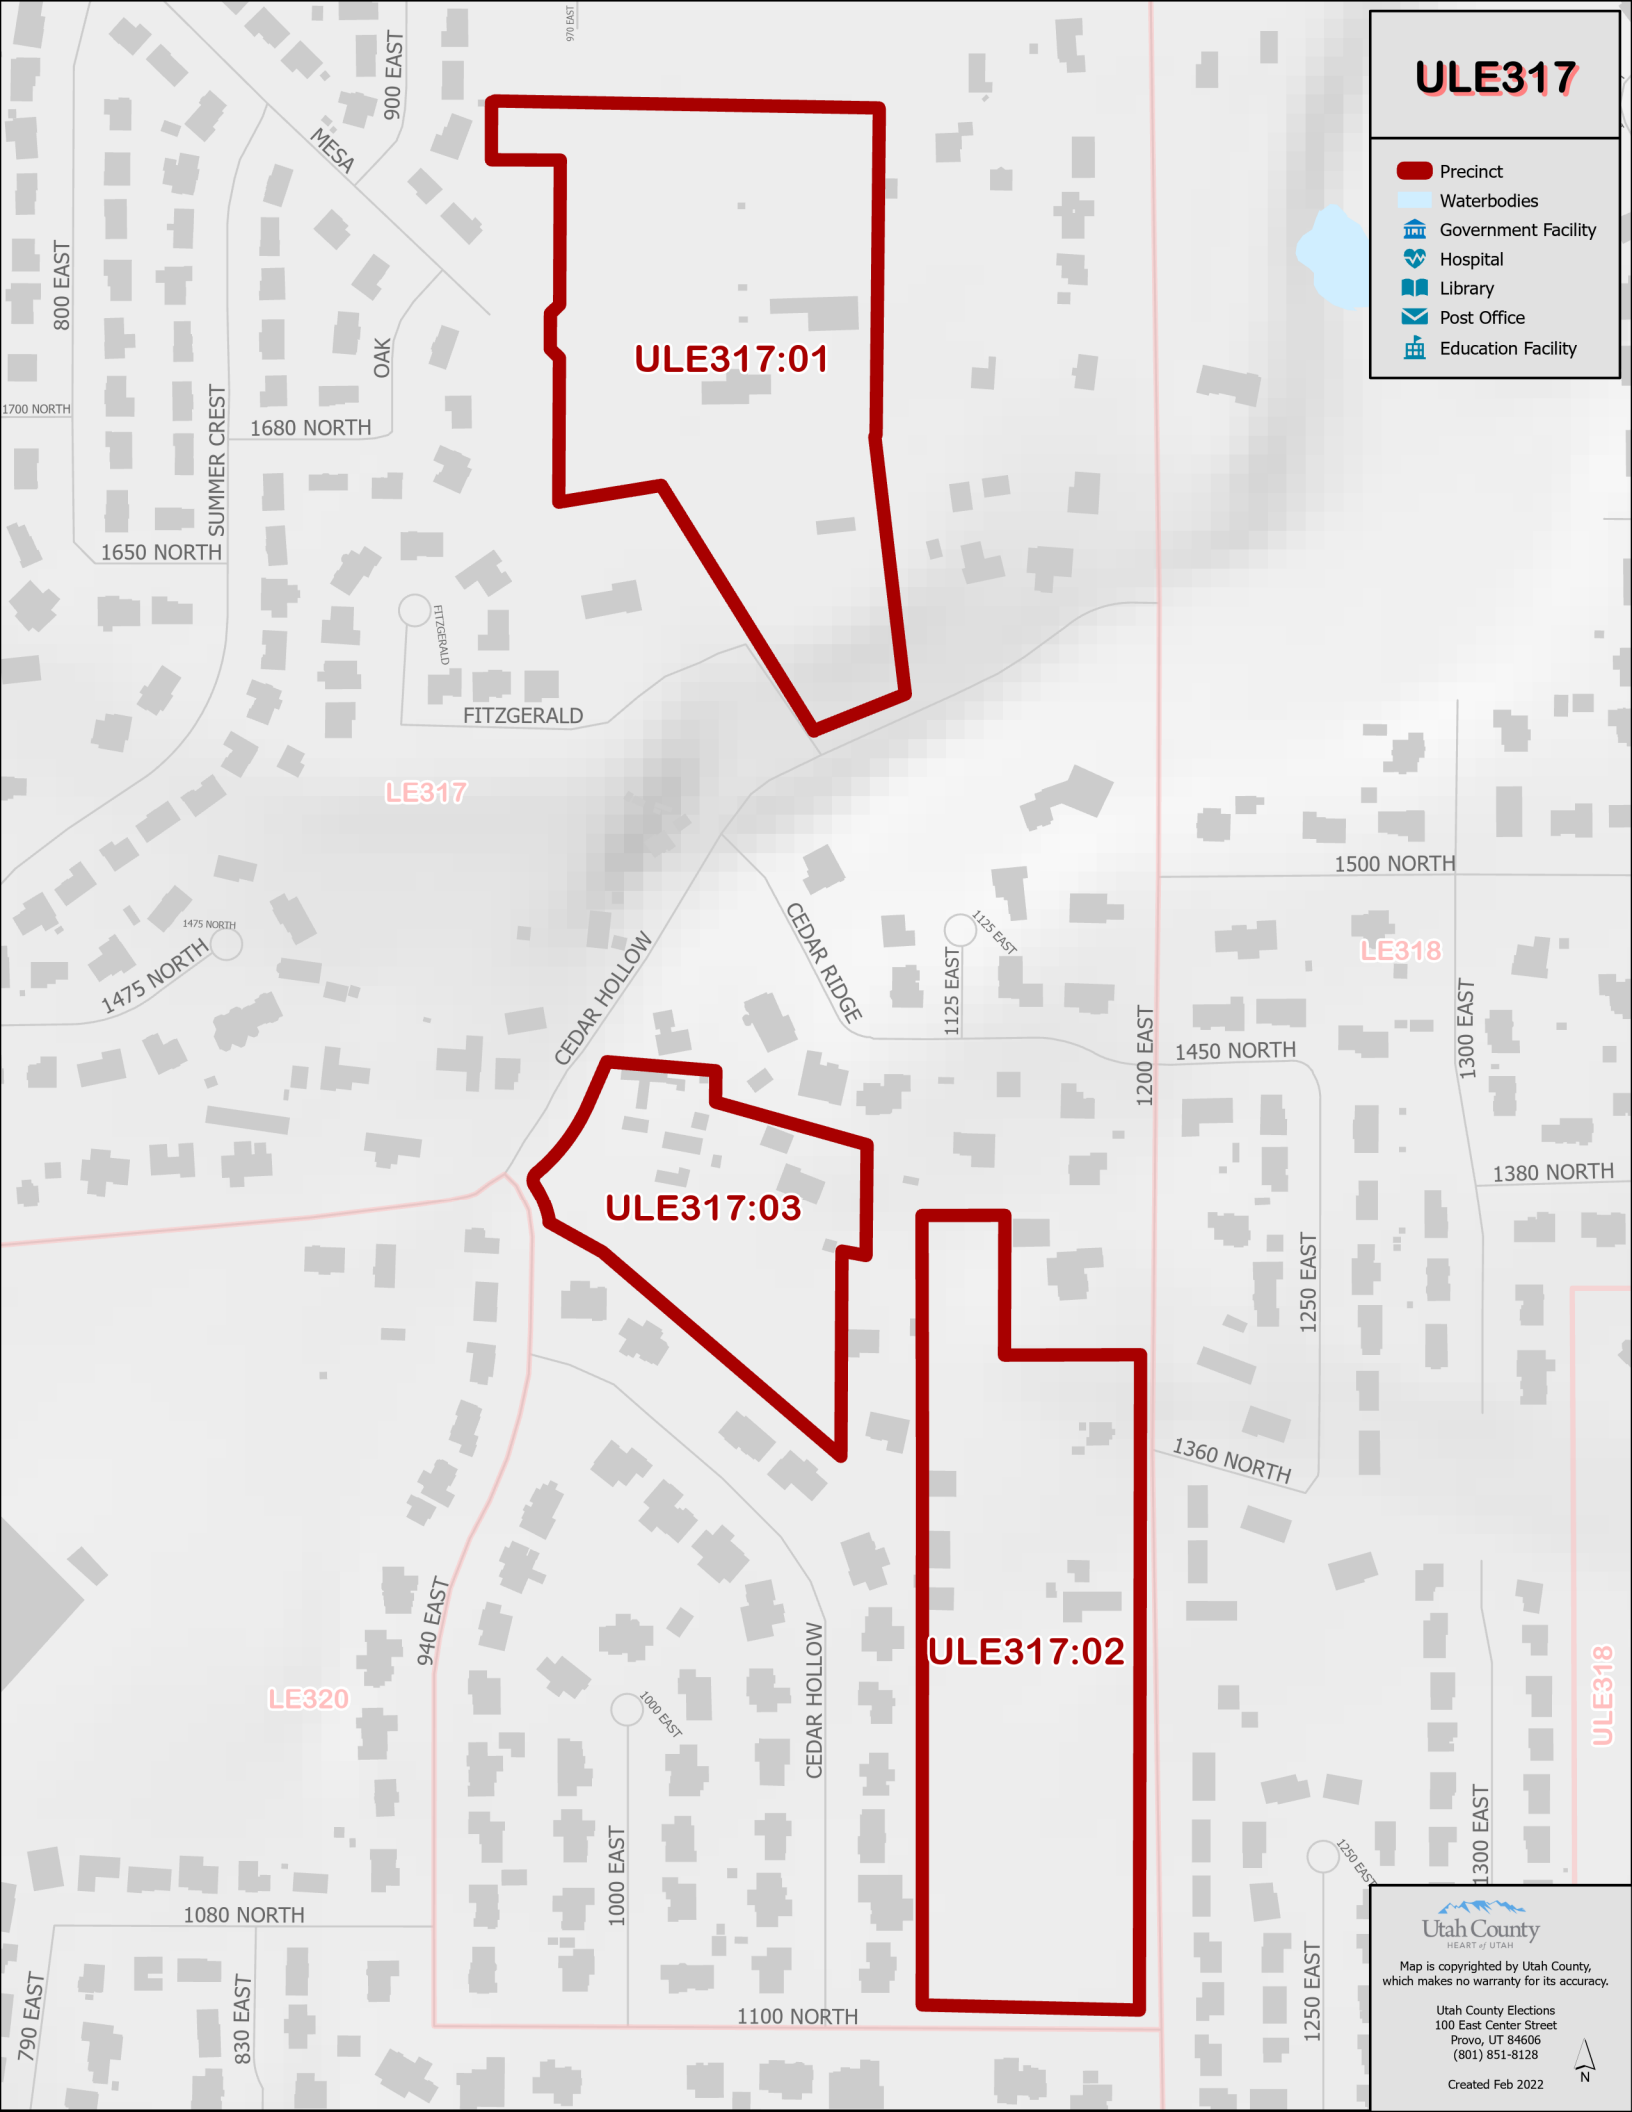 ULE317
Precinct
Waterbodies
Government Facility
Hospital
Library
Post Office
Education Facility
970 EAST
900 EAST
MESA
800 EAST
OAK
1700 NORTH
SUMMER CREST
1680 NORTH
ULE317:01
1650 NORTH
FITZGERALD
FITZGERALD
LE317
1500 NORTH
1475 NORTH
1475 NORTH
CEDAR HOLLOW
CEDAR RIDGE
1125 EAST
1125 EAST
LE318
1200 EAST
1450 NORTH
1300 EAST
1380 NORTH
ULE317:03
1250 EAST
1360 NORTH
940 EAST
CEDAR HOLLOW
ULE317:02
LE320
1000 EAST
ULE318
1000 EAST
1300 EAST
1250 EAST
1080 NORTH
790 EAST
830 EAST
1100 NORTH
1250 EAST
Utah County
HEART of UTAH
Map is copyrighted by Utah County,
which makes no warranty for its accuracy.
Utah County Elections
100 East Center Street
Provo, UT 84606
(801) 851-8128
Created Feb 2022
N